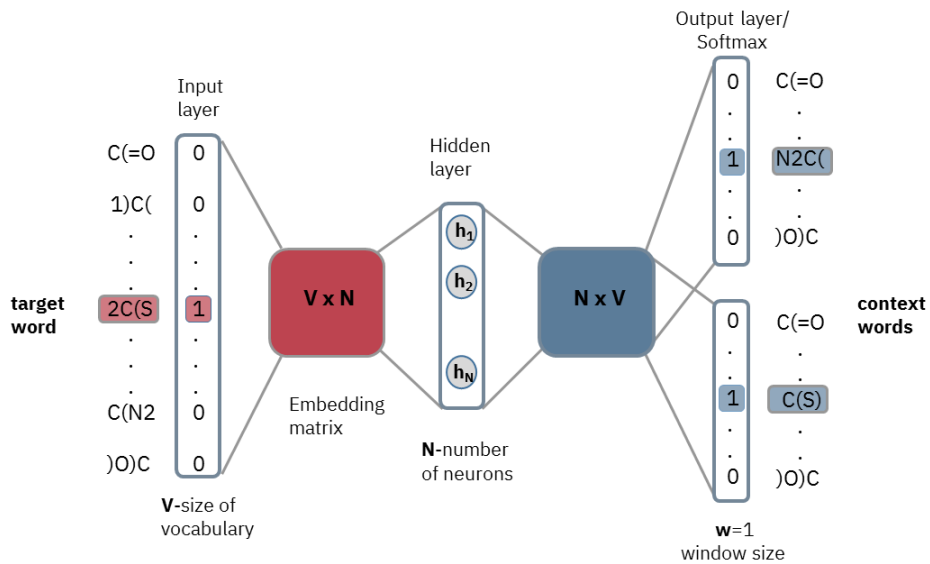 Output layer/
Softmax
Input
layer
0
C(=O
.
.
.
.
1
N2C(
.
.
.
.
0
)O)C
Hidden
layer
C(=O
0
1)C(
0
.
.
.
.
.
.
target
word
2C(S
1
.
.
.
.
C(N2
0
)O)C
0
V-size of
vocabulary
V x N
Embedding
matrix
h1
h2
hN
N-number
of neurons
N x V
0
C(=O
.
.
.
1
C(S)
.
.
.
.
0
)O)C
context
words
w=1
window size